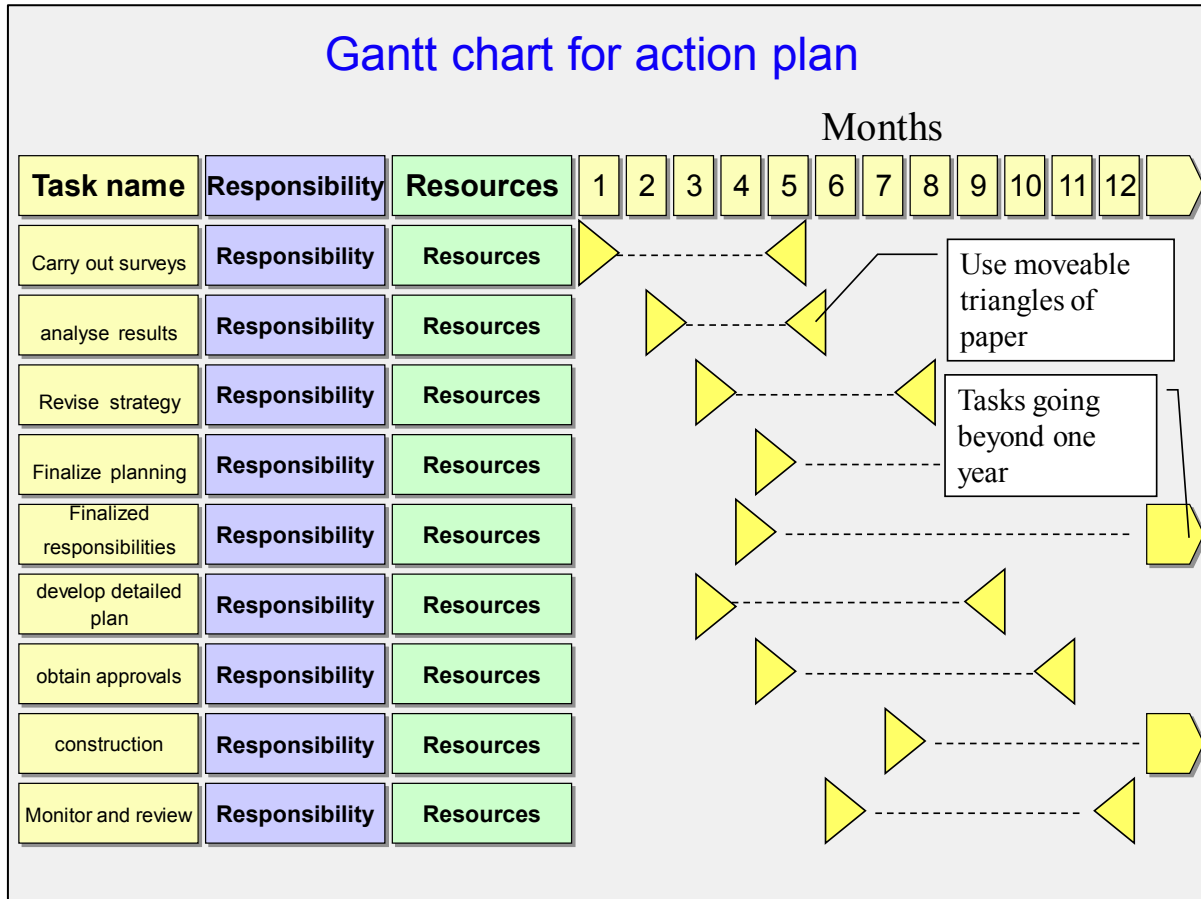 Gantt chart for action plan
Months
Task name Responsibility Resources 1 2 3 4 5 6 7 8 9 10 11 12
Carry out surveys Responsibility Resources
analyse results Responsibility Resources
Use moveable
triangles of
paper
Revise strategy Responsibility Resources
Tasks going
beyond one
year
Finalize planning Responsibility Resources
Finalized
responsibilities Responsibility Resources
develop detailed
plan Responsibility Resources
obtain approvals Responsibility Resources
construction Responsibility Resources
Monitor and review Responsibility Resources